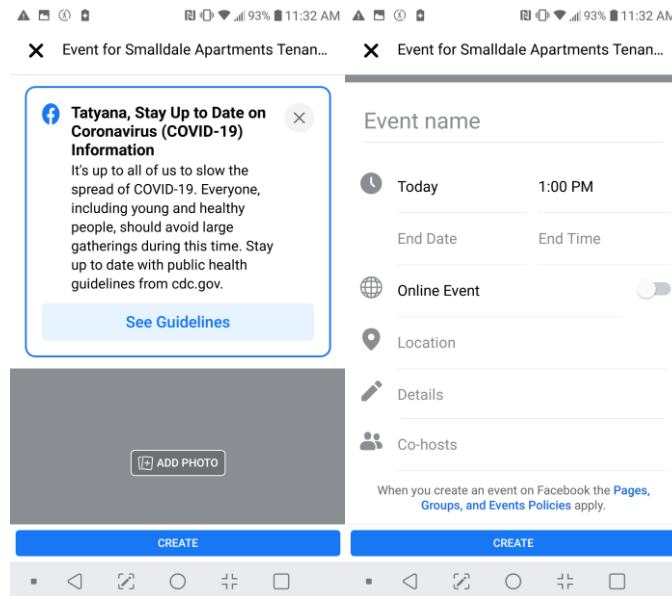 93% 11:32 AM
Event for Smalldale Apartments Tenan...
Tatyana, Stay Up to Date on
Coronavirus (COVID-19)
Information
It's up to all of us to slow the
spread of COVID-19. Everyone,
including young and healthy
people, should avoid large
gatherings during this time. Stay
up to date with public health
guidelines from cdc.gov.
See Guidelines
ADD PHOTO
CREATE
93% 11:32 AM
Event for Smalldale Apartments Tenan...
Event name
Today 1:00 PM
End Date End Time
Online Event
Location
Details
Co-hosts
When you create an event on Facebook the Pages,
Groups, and Events Policies apply.
CREATE